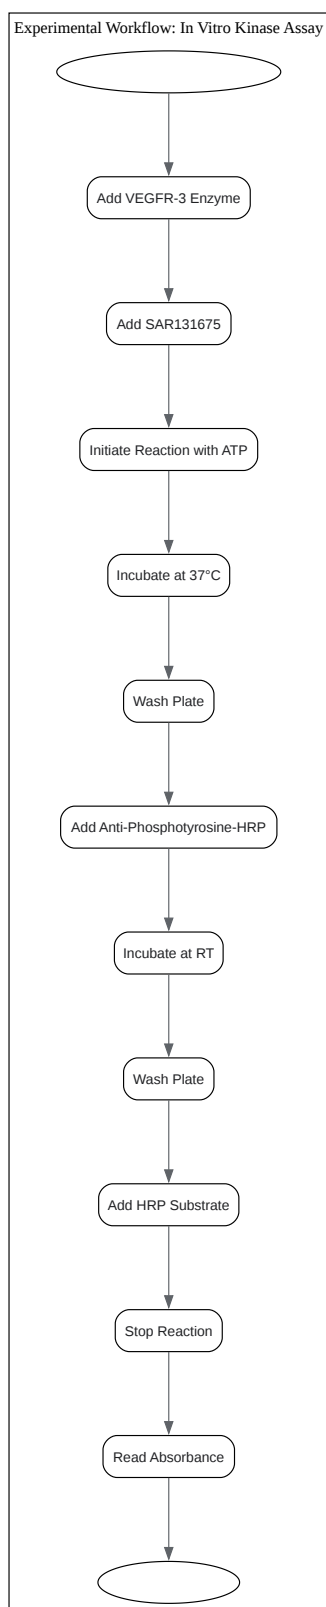 Experimental Workflow: In Vitro Kinase Assay
Add VEGFR-3 Enzyme
Add SAR131675
Initiate Reaction with ATP
Incubate at 37°C
Wash Plate
Add Anti-Phosphotyrosine-HRP
Incubate at RT
Wash Plate
Add HRP Substrate
Stop Reaction
Read Absorbance